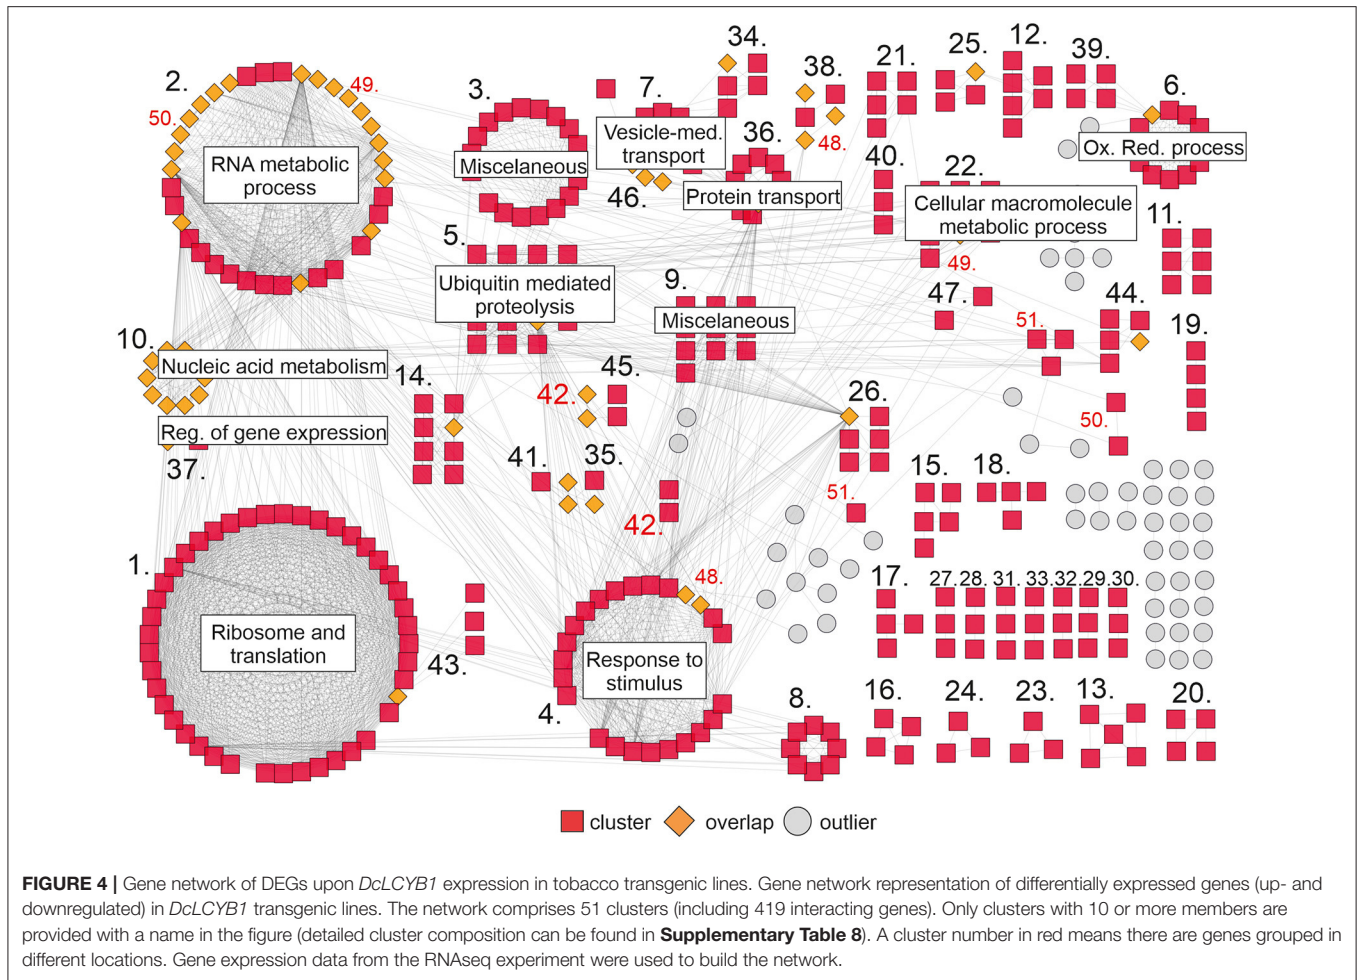 34.
25.
12.
39.
21.
2.
49.
3.
7.
38.
6.
50.
Vesicle-med.
transport
36.
48.
Ox. Red. process
RNA metabolic
process
Miscelaneous
40.
22.
46.
Protein transport
Cellular macromolecule
metabolic process
11.
5.
49.
Ubiquitin mediated
proteolysis
9.
47.
44.
Miscelaneous
51.
19.
10.
Nucleic acid metabolism
14.
45.
42.
26.
50.
Reg. of gene expression
37.
41.
35.
15.
18.
51.
42.
1.
48.
17.
27. 28. 31. 33. 32. 29. 30.
Ribosome and
translation
43.
Response to
stimulus
4.
8.
16.
24.
23.
13.
20.
cluster
overlap
outlier
FIGURE 4 | Gene network of DEGs upon DcLCYB1 expression in tobacco transgenic lines. Gene network representation of differentially expressed genes (up- and
downregulated) in DcLCYB1 transgenic lines. The network comprises 51 clusters (including 419 interacting genes). Only clusters with 10 or more members are
provided with a name in the figure (detailed cluster composition can be found in Supplementary Table 8). A cluster number in red means there are genes grouped in
different locations. Gene expression data from the RNAseq experiment were used to build the network.